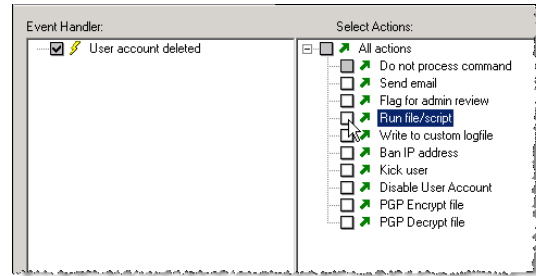 Event Handler:
User account deleted
Select Actions:
All actions
Do not process command
Send email
Flag for admin review
Run file/script
Write to custom logfile
Ban IP address
Kick user
Disable User Account
PGP Encrypt file
PGP Decrypt file